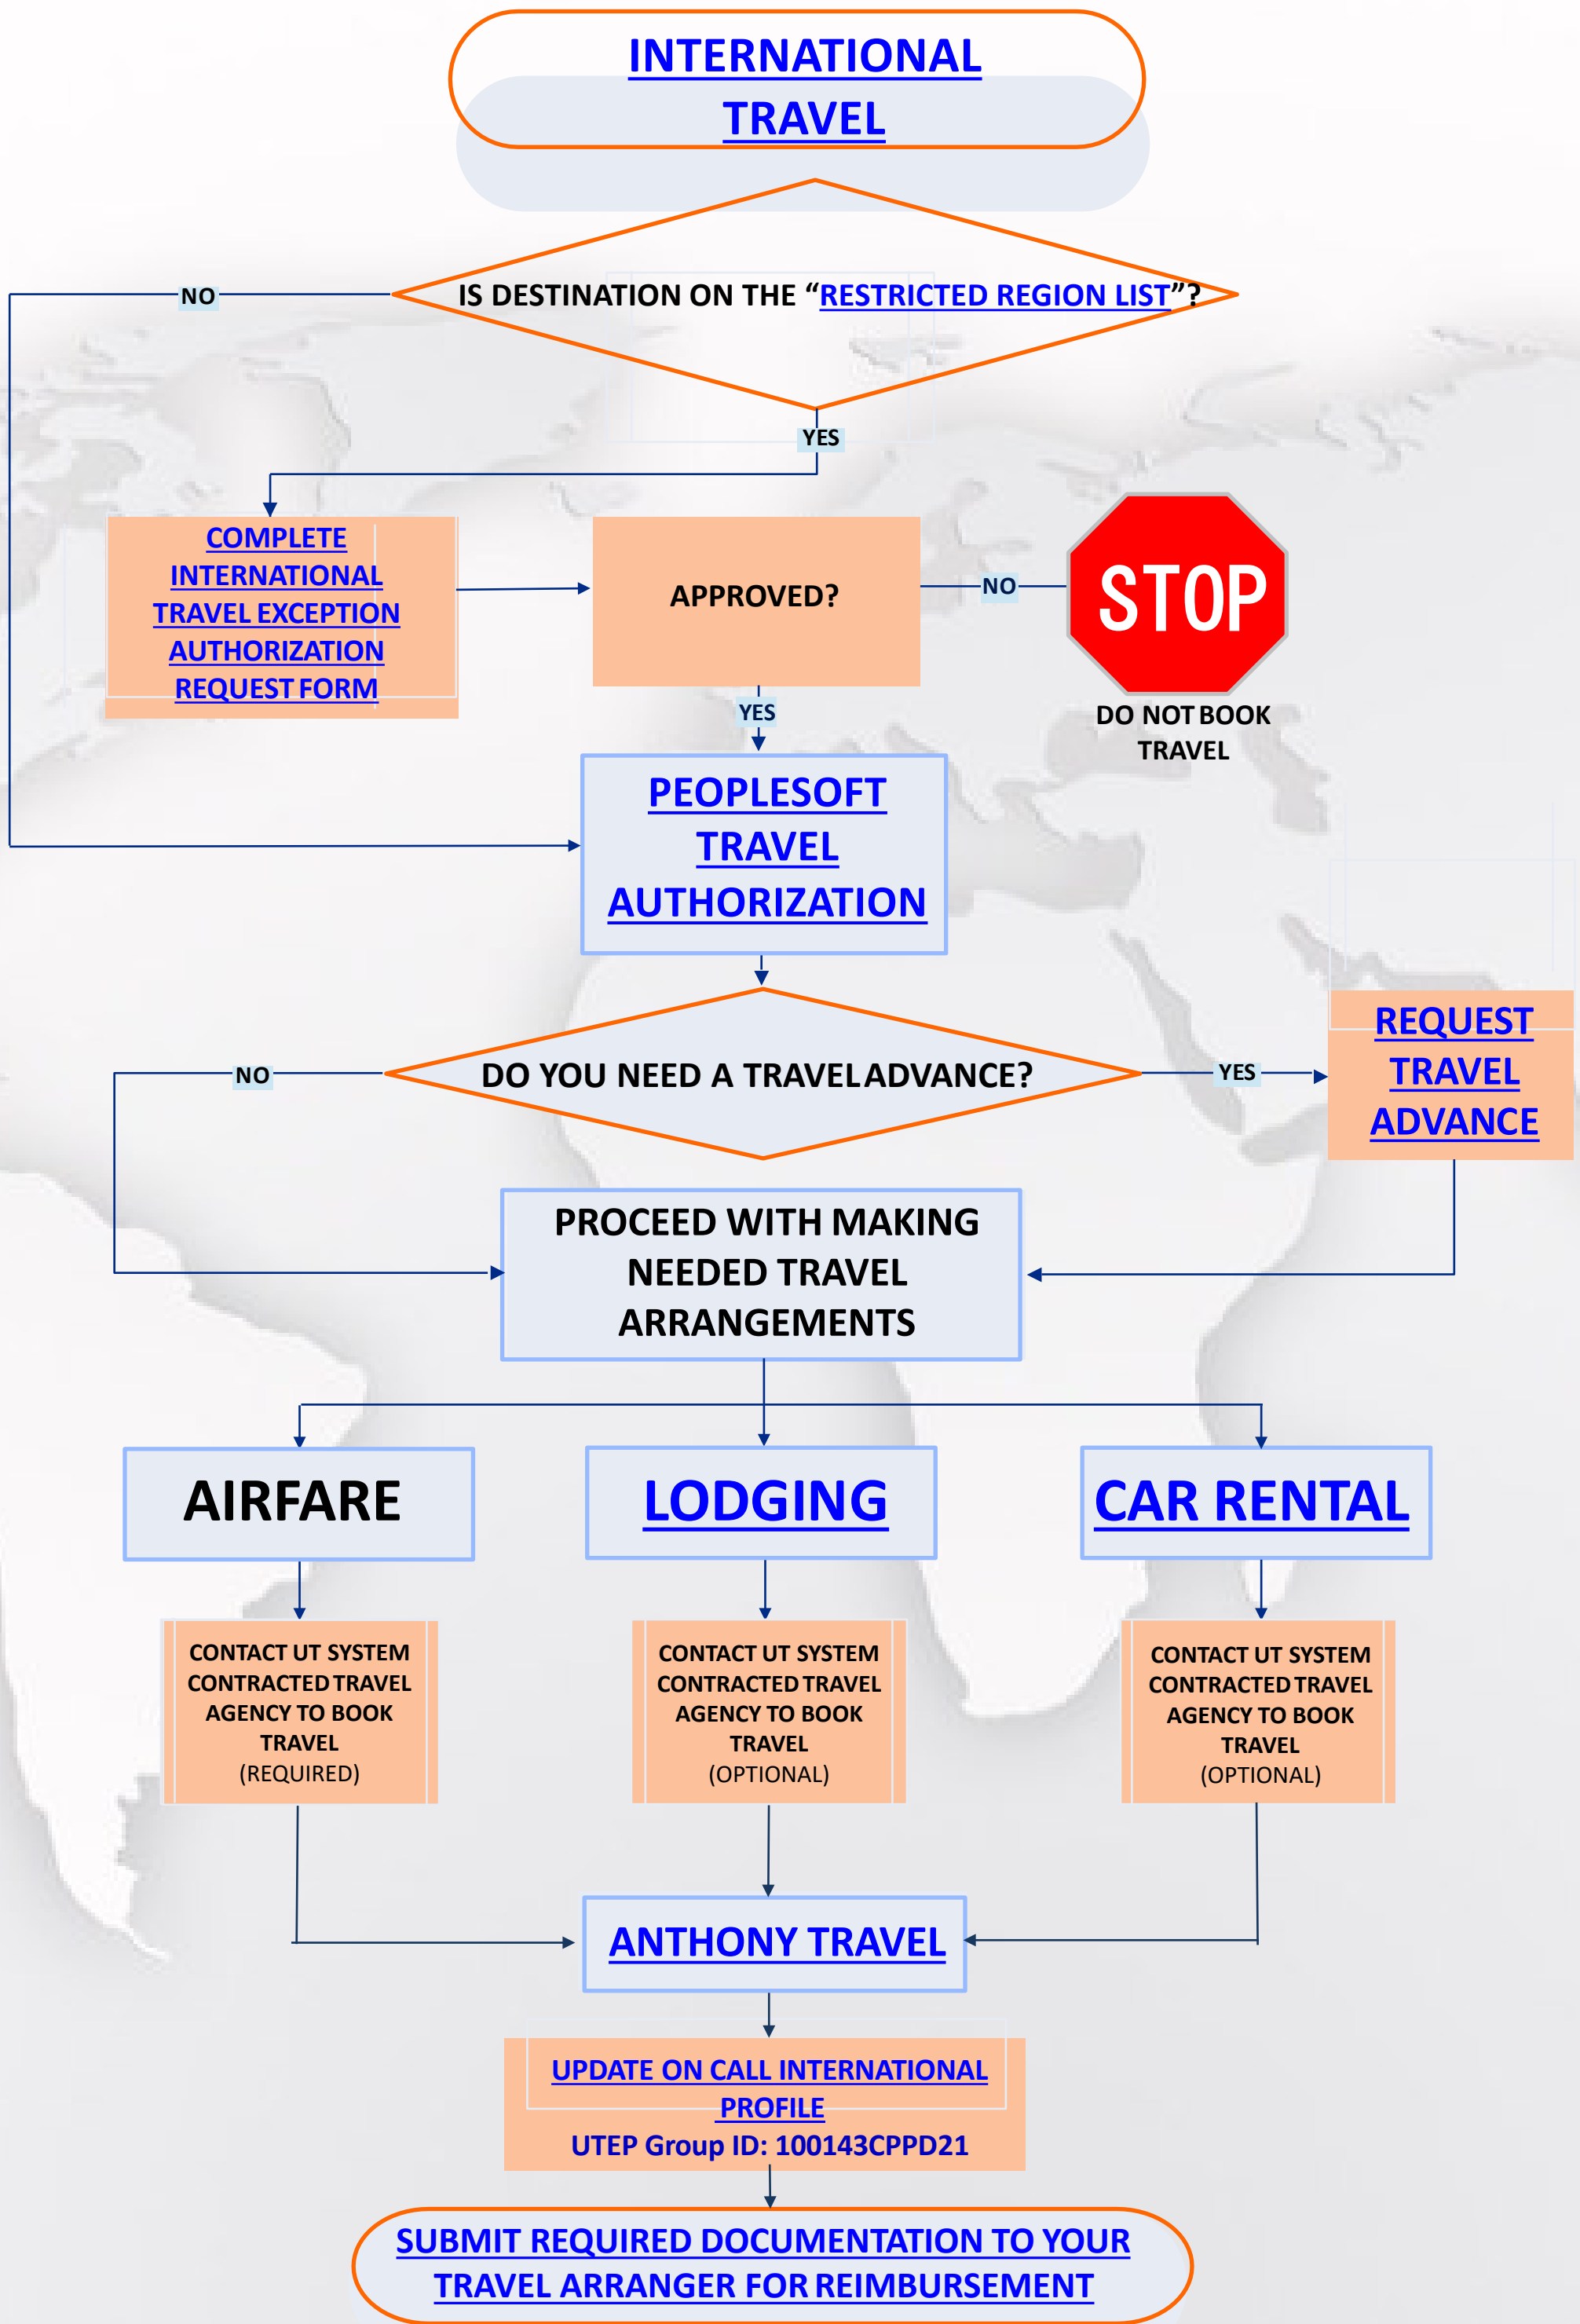 INTERNATIONAL
TRAVEL
IS DESTINATION ON THE “RESTRICTED REGION LIST”?
NO
YES
COMPLETE
INTERNATIONAL
TRAVEL EXCEPTION
AUTHORIZATION
REQUEST FORM
APPROVED?
NO
STOP
DO NOT BOOK
TRAVEL
YES
PEOPLESOFT
TRAVEL
AUTHORIZATION
DO YOU NEED A TRAVEL ADVANCE?
NO
YES
REQUEST
TRAVEL
ADVANCE
PROCEED WITH MAKING
NEEDED TRAVEL
ARRANGEMENTS
AIRFARE
LODGING
CAR RENTAL
CONTACT UT SYSTEM
CONTRACTED TRAVEL
AGENCY TO BOOK
TRAVEL
(REQUIRED)
CONTACT UT SYSTEM
CONTRACTED TRAVEL
AGENCY TO BOOK
TRAVEL
(OPTIONAL)
CONTACT UT SYSTEM
CONTRACTED TRAVEL
AGENCY TO BOOK
TRAVEL
(OPTIONAL)
ANTHONY TRAVEL
UPDATE ON CALL INTERNATIONAL
PROFILE
UTEP Group ID: 100143CPPD21
SUBMIT REQUIRED DOCUMENTATION TO YOUR
TRAVEL ARRANGER FOR REIMBURSEMENT